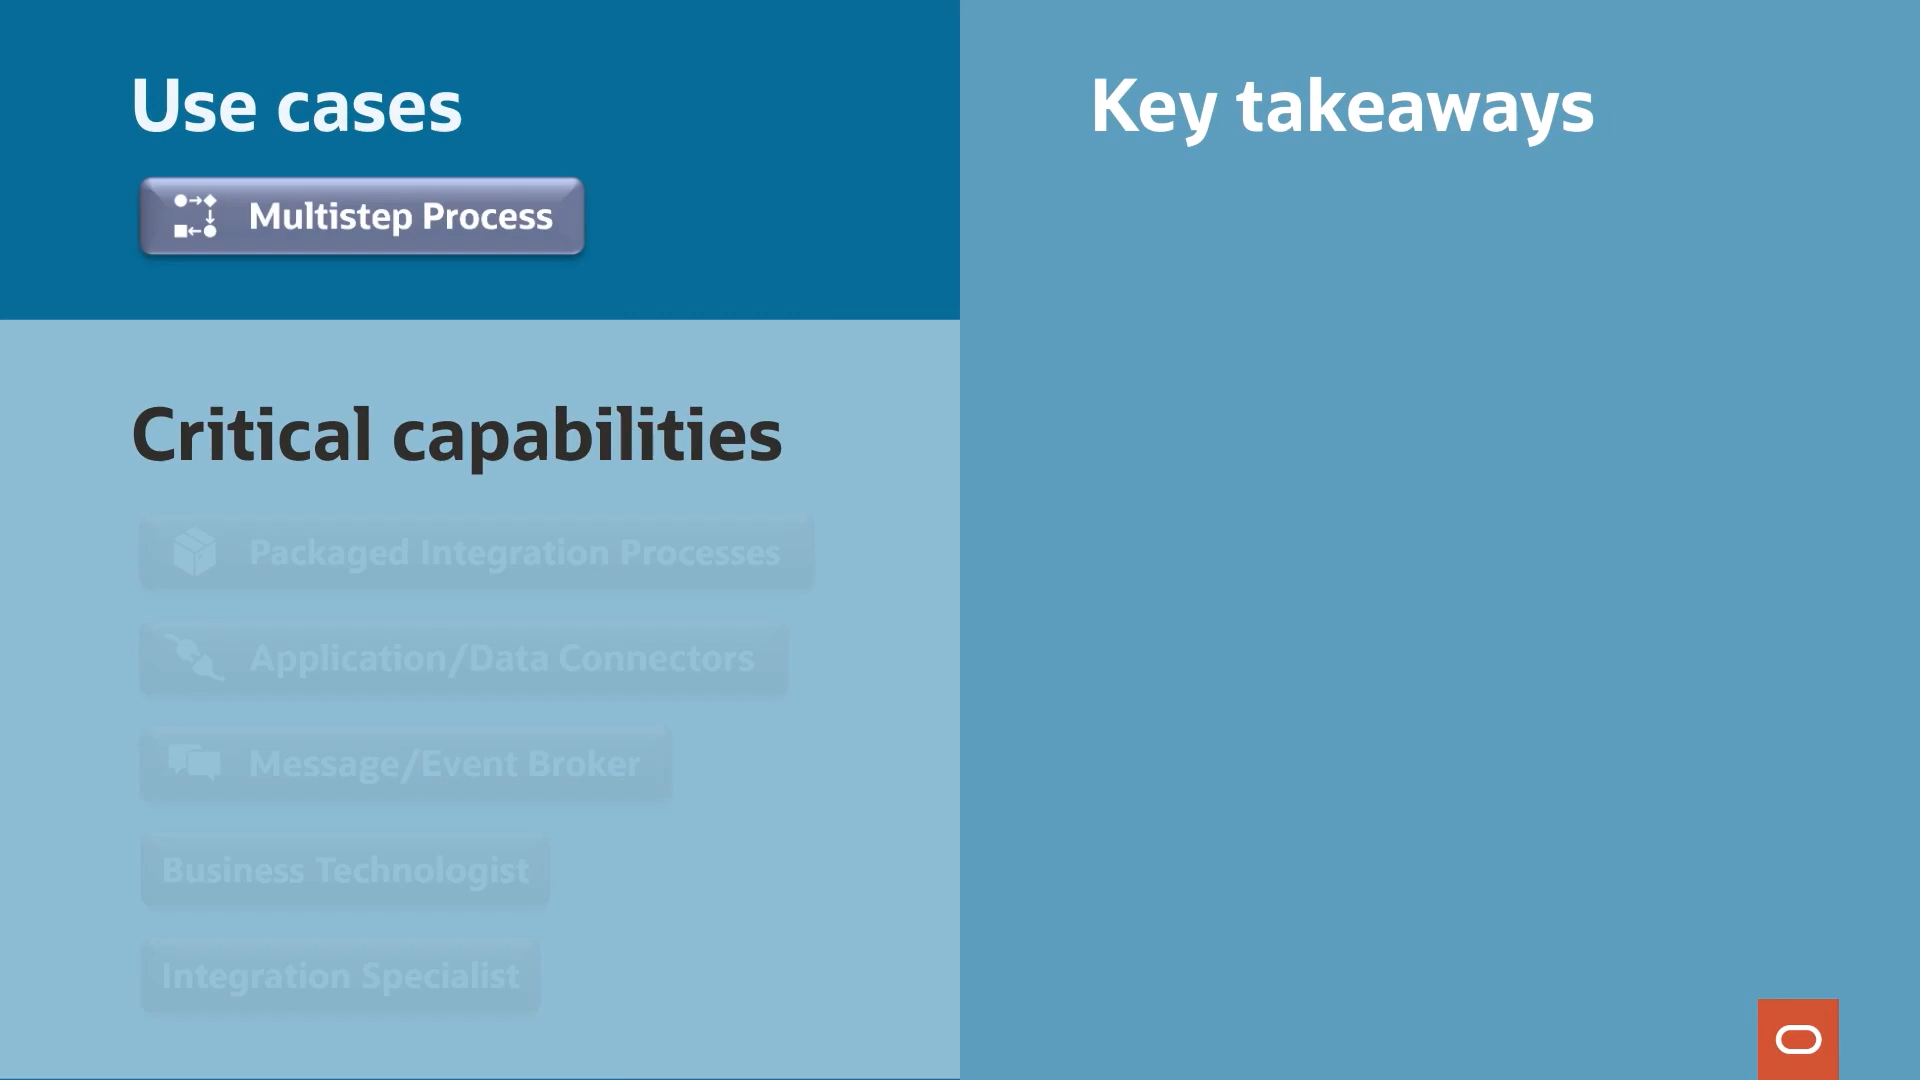 Use cases
Multistep Process
Critical capabilities
Packaged Integration Processes
Application/Data Connectors
Message/Event Broker
Business Technologist
Integration Specialist
Key takeaways